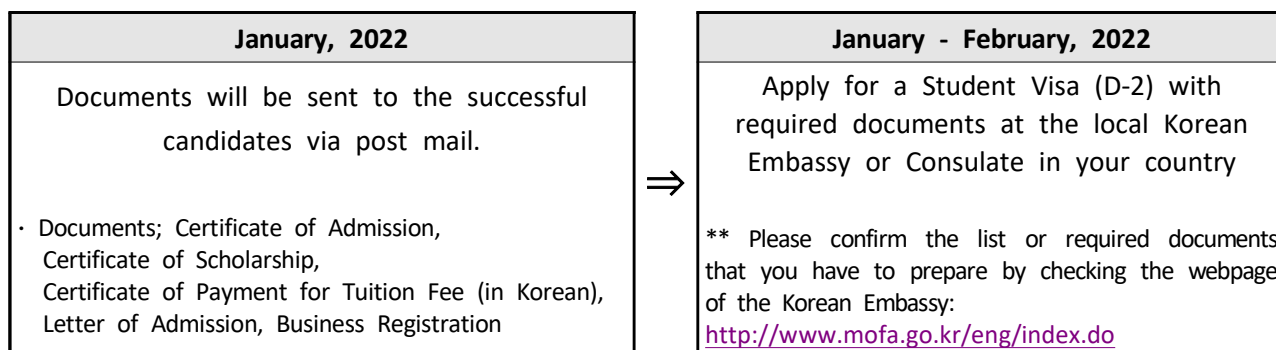 January, 2022
Documents will be sent to the successful
candidates via post mail.
· Documents; Certificate of Admission,
Certificate of Scholarship,
Certificate of Payment for Tuition Fee (in Korean),
Letter of Admission, Business Registration
⇒
January - February, 2022
Apply for a Student Visa (D-2) with
required documents at the local Korean
Embassy or Consulate in your country
** Please confirm the list or required documents
that you have to prepare by checking the webpage
of the Korean Embassy:
http://www.mofa.go.kr/eng/index.do